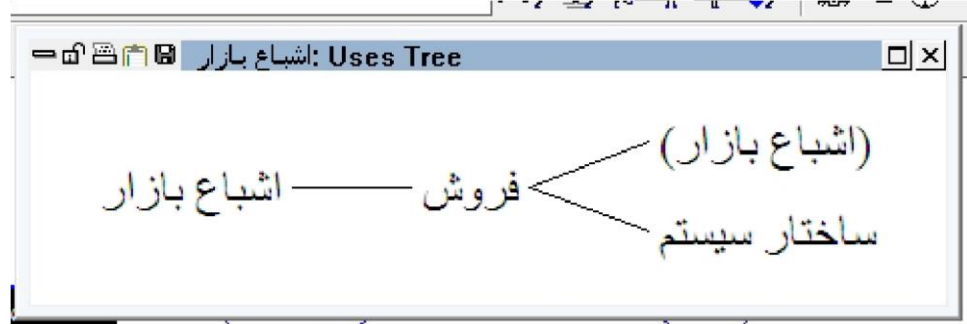 اشباع بازار: Uses Tree
(اشباع بازار)
اشباع بازار
فروش
ساختار سیستم